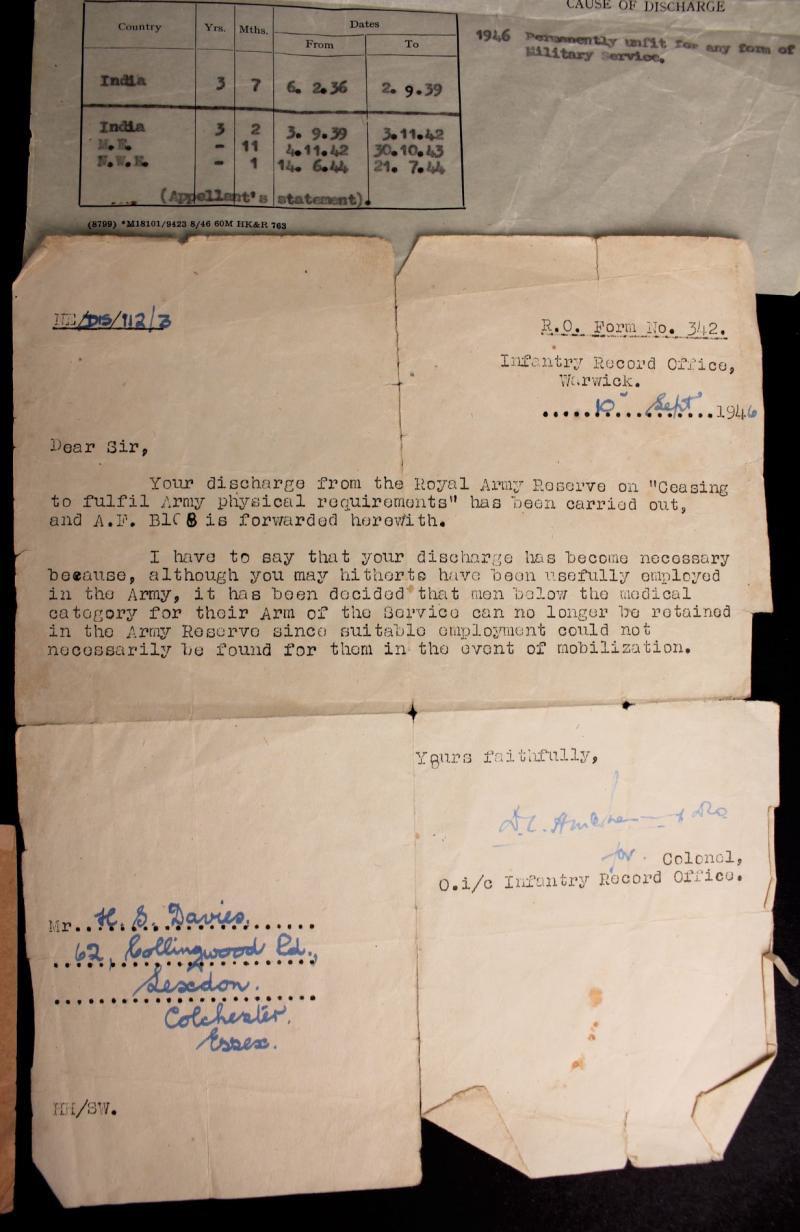 CAUSE OF DISCHARGE
Country Yrs. Mths. Dates
From To
India 3 7 6. 2.36 2. 9.39
India 3 2 3. 9.39 3.11.42
- 11 4.11.42 30.10.43
N.W.E. - 1 14. 6.44 21. 7.44
(Appellant's statement).
1946 Permanently unfit for any form of
Military Service.
(8799) *M18101/9423 8/46 60M HK&R 763
/112/3
R.O. Form No. 342.
Infantry Record Office,
Warwick.
10 Sept 1946
Dear Sir,
Your discharge from the Royal Army Reserve on "Ceasing
to fulfil Army physical requirements" has been carried out,
and A.F. B108 is forwarded herewith.
I have to say that your discharge has become necessary
because, although you may hitherto have been usefully employed
in the Army, it has been decided that men below the medical
category for their Arm of the Service can no longer be retained
in the Army Reserve since suitable employment could not
necessarily be found for them in the event of mobilization.
Yours faithfully,
for Colonel,
O.i/c Infantry Record Office.
Mr. H. S. Davies,
62, Collingwood Rd.,
Lexdon.
Colchester.
Essex.
/SW.